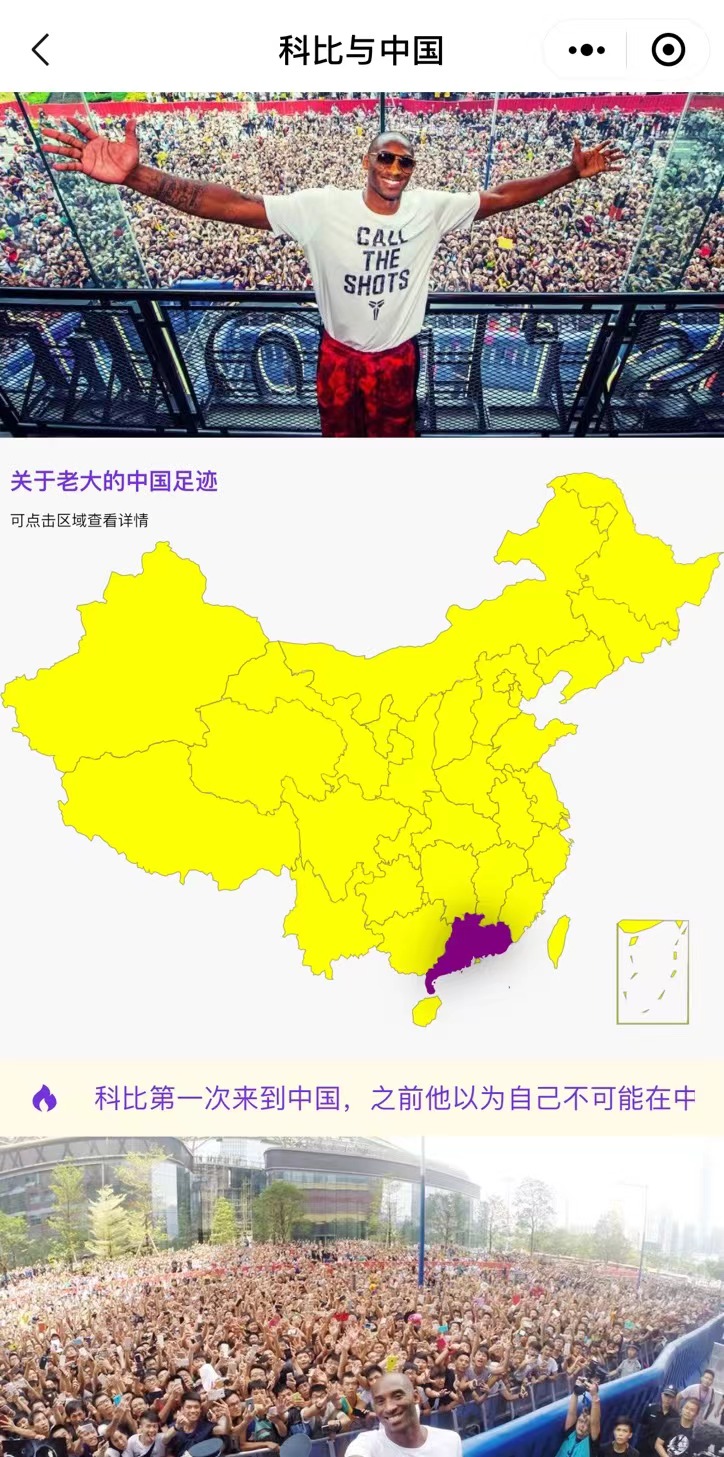 科比与中国
CALL
THE
SHOTS
关于老大的中国足迹
可点击区域查看详情
科比第一次来到中国，之前他以为自己不可能在中